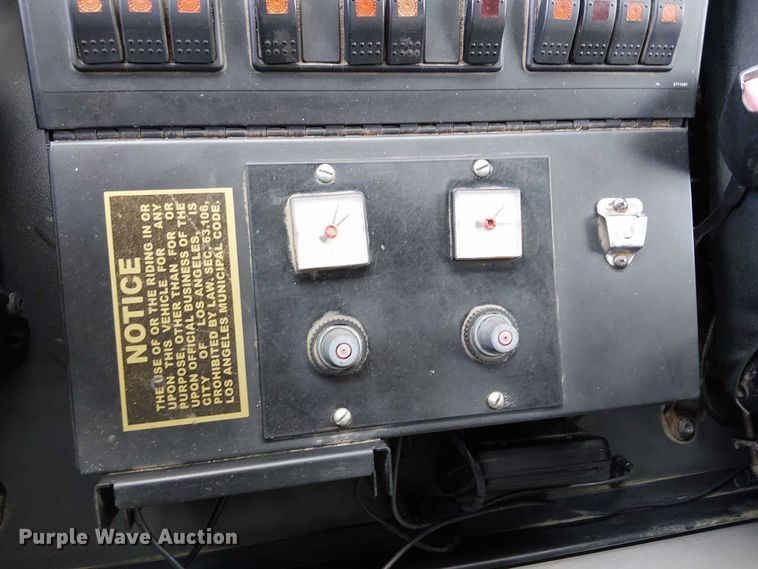 NOTICE
THE USE OF OR THE RIDING IN OR
UPON THIS VEHICLE FOR ANY
PURPOSE, OTHER THAN FOR OR
UPON OFFICIAL BUSINESS OF THE
CITY OF LOS ANGELES, IS
PROHIBITED BY LAW. SEC. 63.106,
LOS ANGELES MUNICIPAL CODE.
Purple Wave Auction